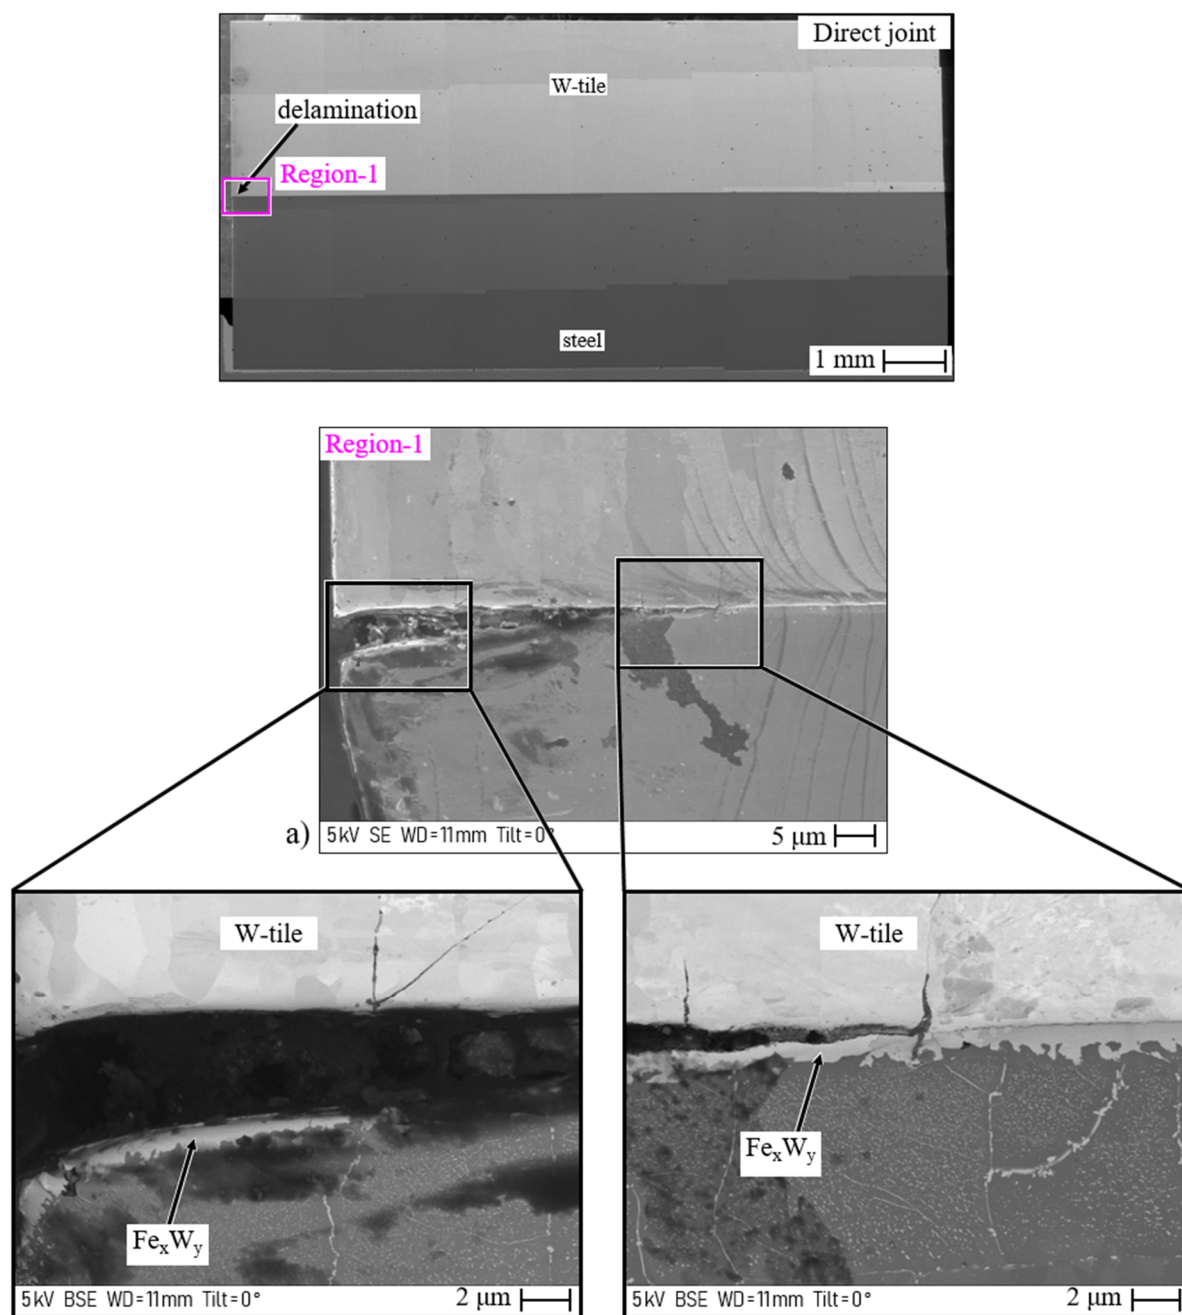 Direct joint
W-tile
delamination
Region-1
steel
1 mm
Region-1
a)
5kV SE WD=11mm Tilt=0°
5 μm
W-tile
FexWy
5kV BSE WD=11mm Tilt=0°
2 μm
W-tile
FexWy
5kV BSE WD=11mm Tilt=0°
2 μm